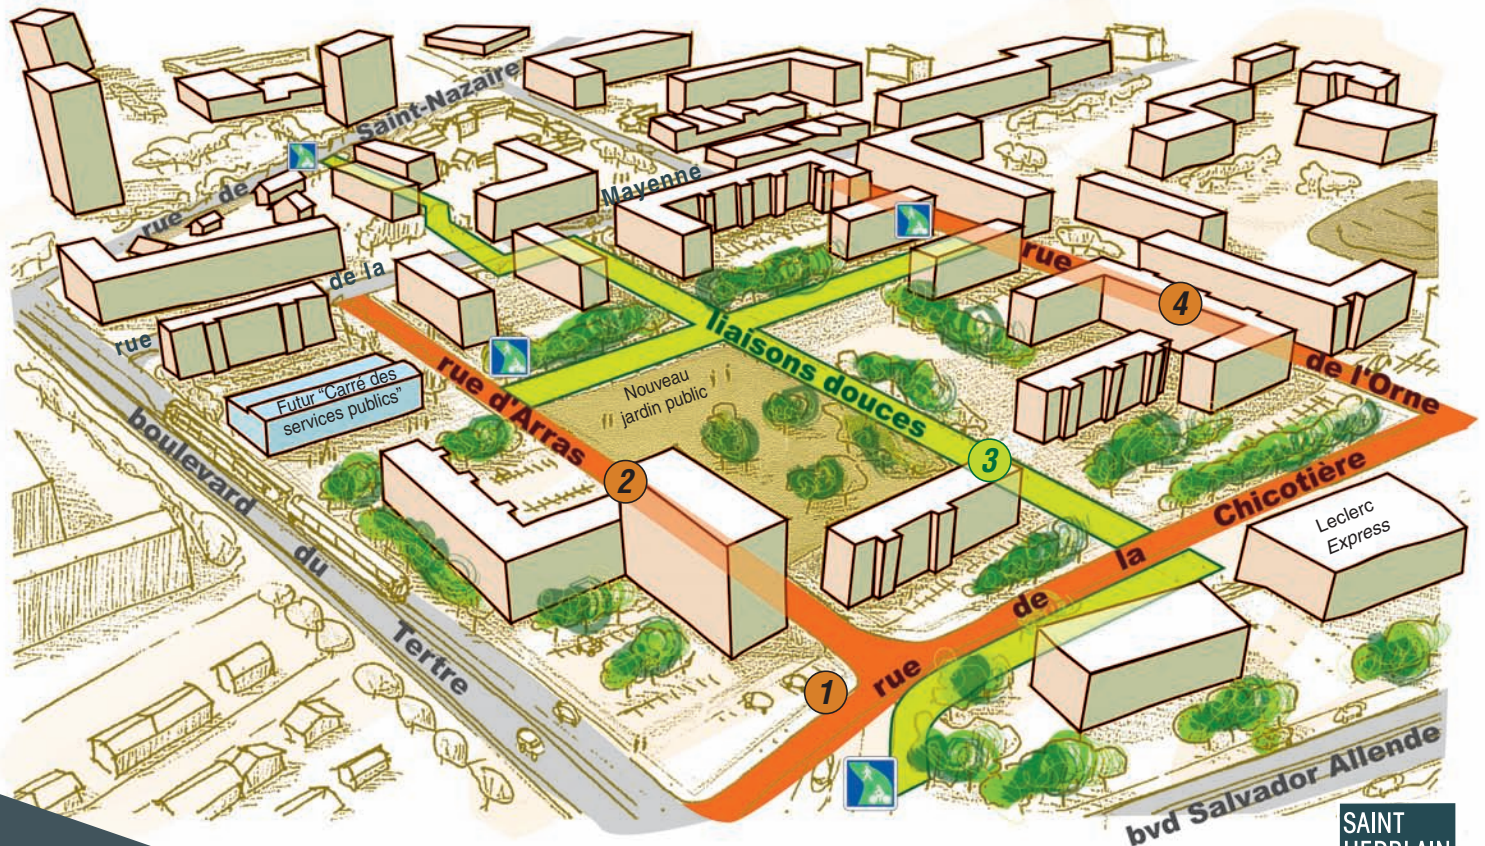 rue de Saint-Nazaire
rue de la Mayenne
rue d'Arras
liaisons douces
rue de l'Orne
Nouveau
jardin public
Futur "Carré des
services publics"
boulevard du Tertre
rue de la Chicotière
Leclerc
Express
bvd Salvador Allende
1
2
3
4
SAINT
HERBLAIN